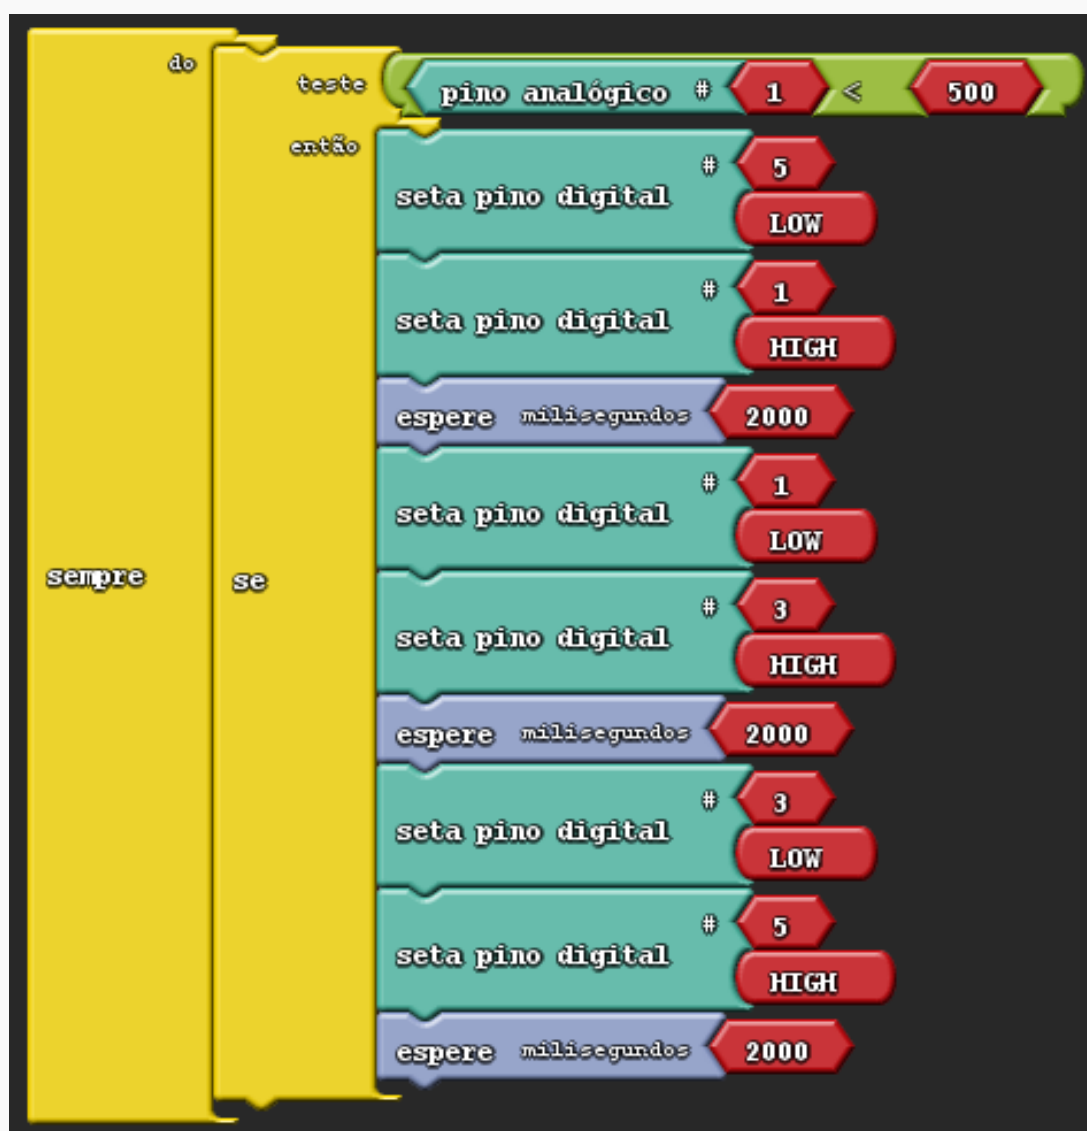 do
teste pino analógico # 1 < 500
então
seta pino digital # 5
LOW
seta pino digital # 1
HIGH
espere milisegundos 2000
seta pino digital # 1
LOW
sempre se
seta pino digital # 3
HIGH
espere milisegundos 2000
seta pino digital # 3
LOW
seta pino digital # 5
HIGH
espere milisegundos 2000